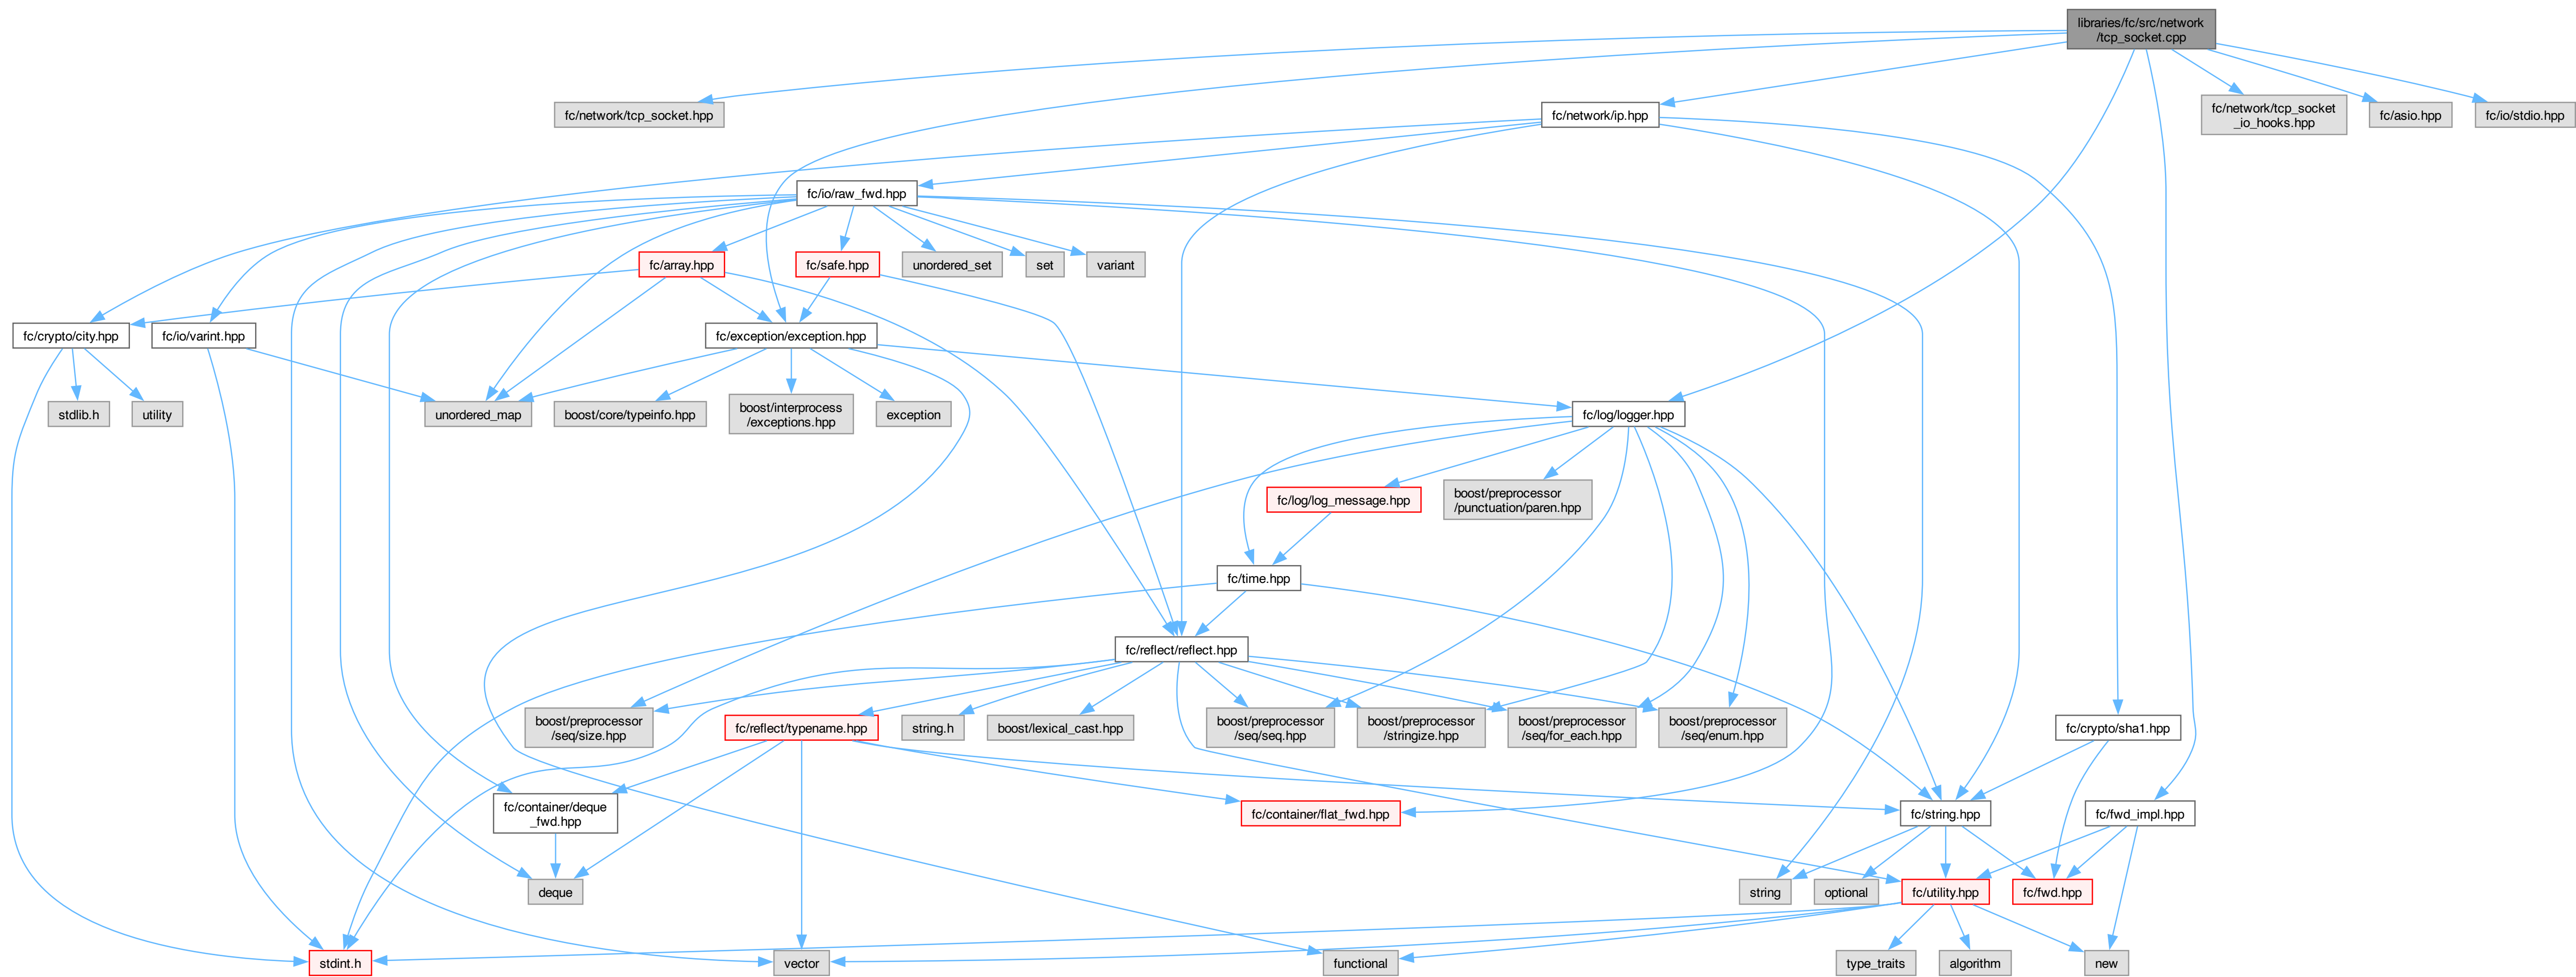 libraries/fc/src/network
/tcp_socket.cpp
fc/network/tcp_socket.hpp
fc/network/ip.hpp
fc/network/tcp_socket
_io_hooks.hpp
fc/asio.hpp
fc/io/stdio.hpp
fc/io/raw_fwd.hpp
fc/array.hpp
fc/safe.hpp
unordered_set
set
variant
fc/crypto/city.hpp
fc/io/varint.hpp
fc/exception/exception.hpp
stdlib.h
utility
unordered_map
boost/core/typeinfo.hpp
boost/interprocess
/exceptions.hpp
exception
fc/log/logger.hpp
fc/log/log_message.hpp
boost/preprocessor
/punctuation/paren.hpp
fc/time.hpp
fc/reflect/reflect.hpp
boost/preprocessor
/seq/size.hpp
fc/reflect/typename.hpp
string.h
boost/lexical_cast.hpp
boost/preprocessor
/seq/seq.hpp
boost/preprocessor
/stringize.hpp
boost/preprocessor
/seq/for_each.hpp
boost/preprocessor
/seq/enum.hpp
fc/crypto/sha1.hpp
fc/container/deque
_fwd.hpp
fc/container/flat_fwd.hpp
fc/string.hpp
fc/fwd_impl.hpp
deque
string
optional
fc/utility.hpp
fc/fwd.hpp
stdint.h
vector
functional
type_traits
algorithm
new